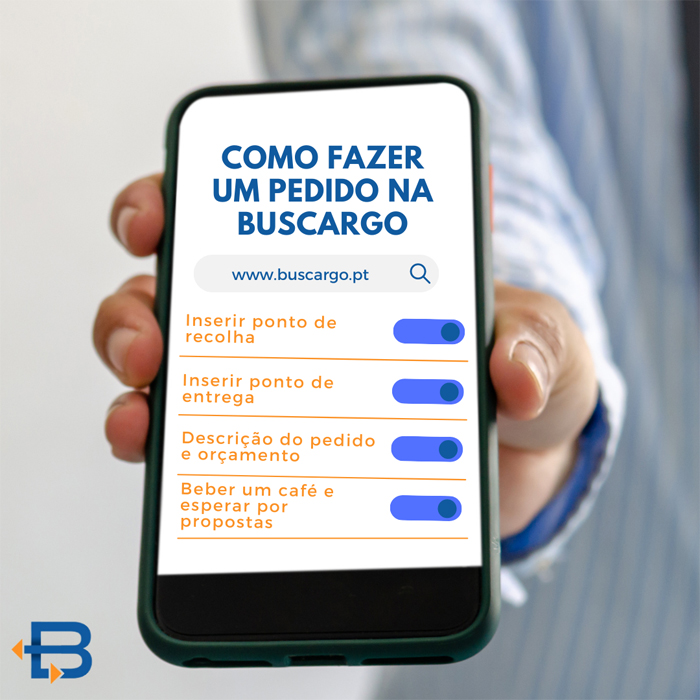 COMO FAZER
UM PEDIDO NA
BUSCARGO
www.buscargo.pt
Inserir ponto de
recolha
Inserir ponto de
entrega
Descrição do pedido
e orçamento
Beber um café e
esperar por
propostas
B